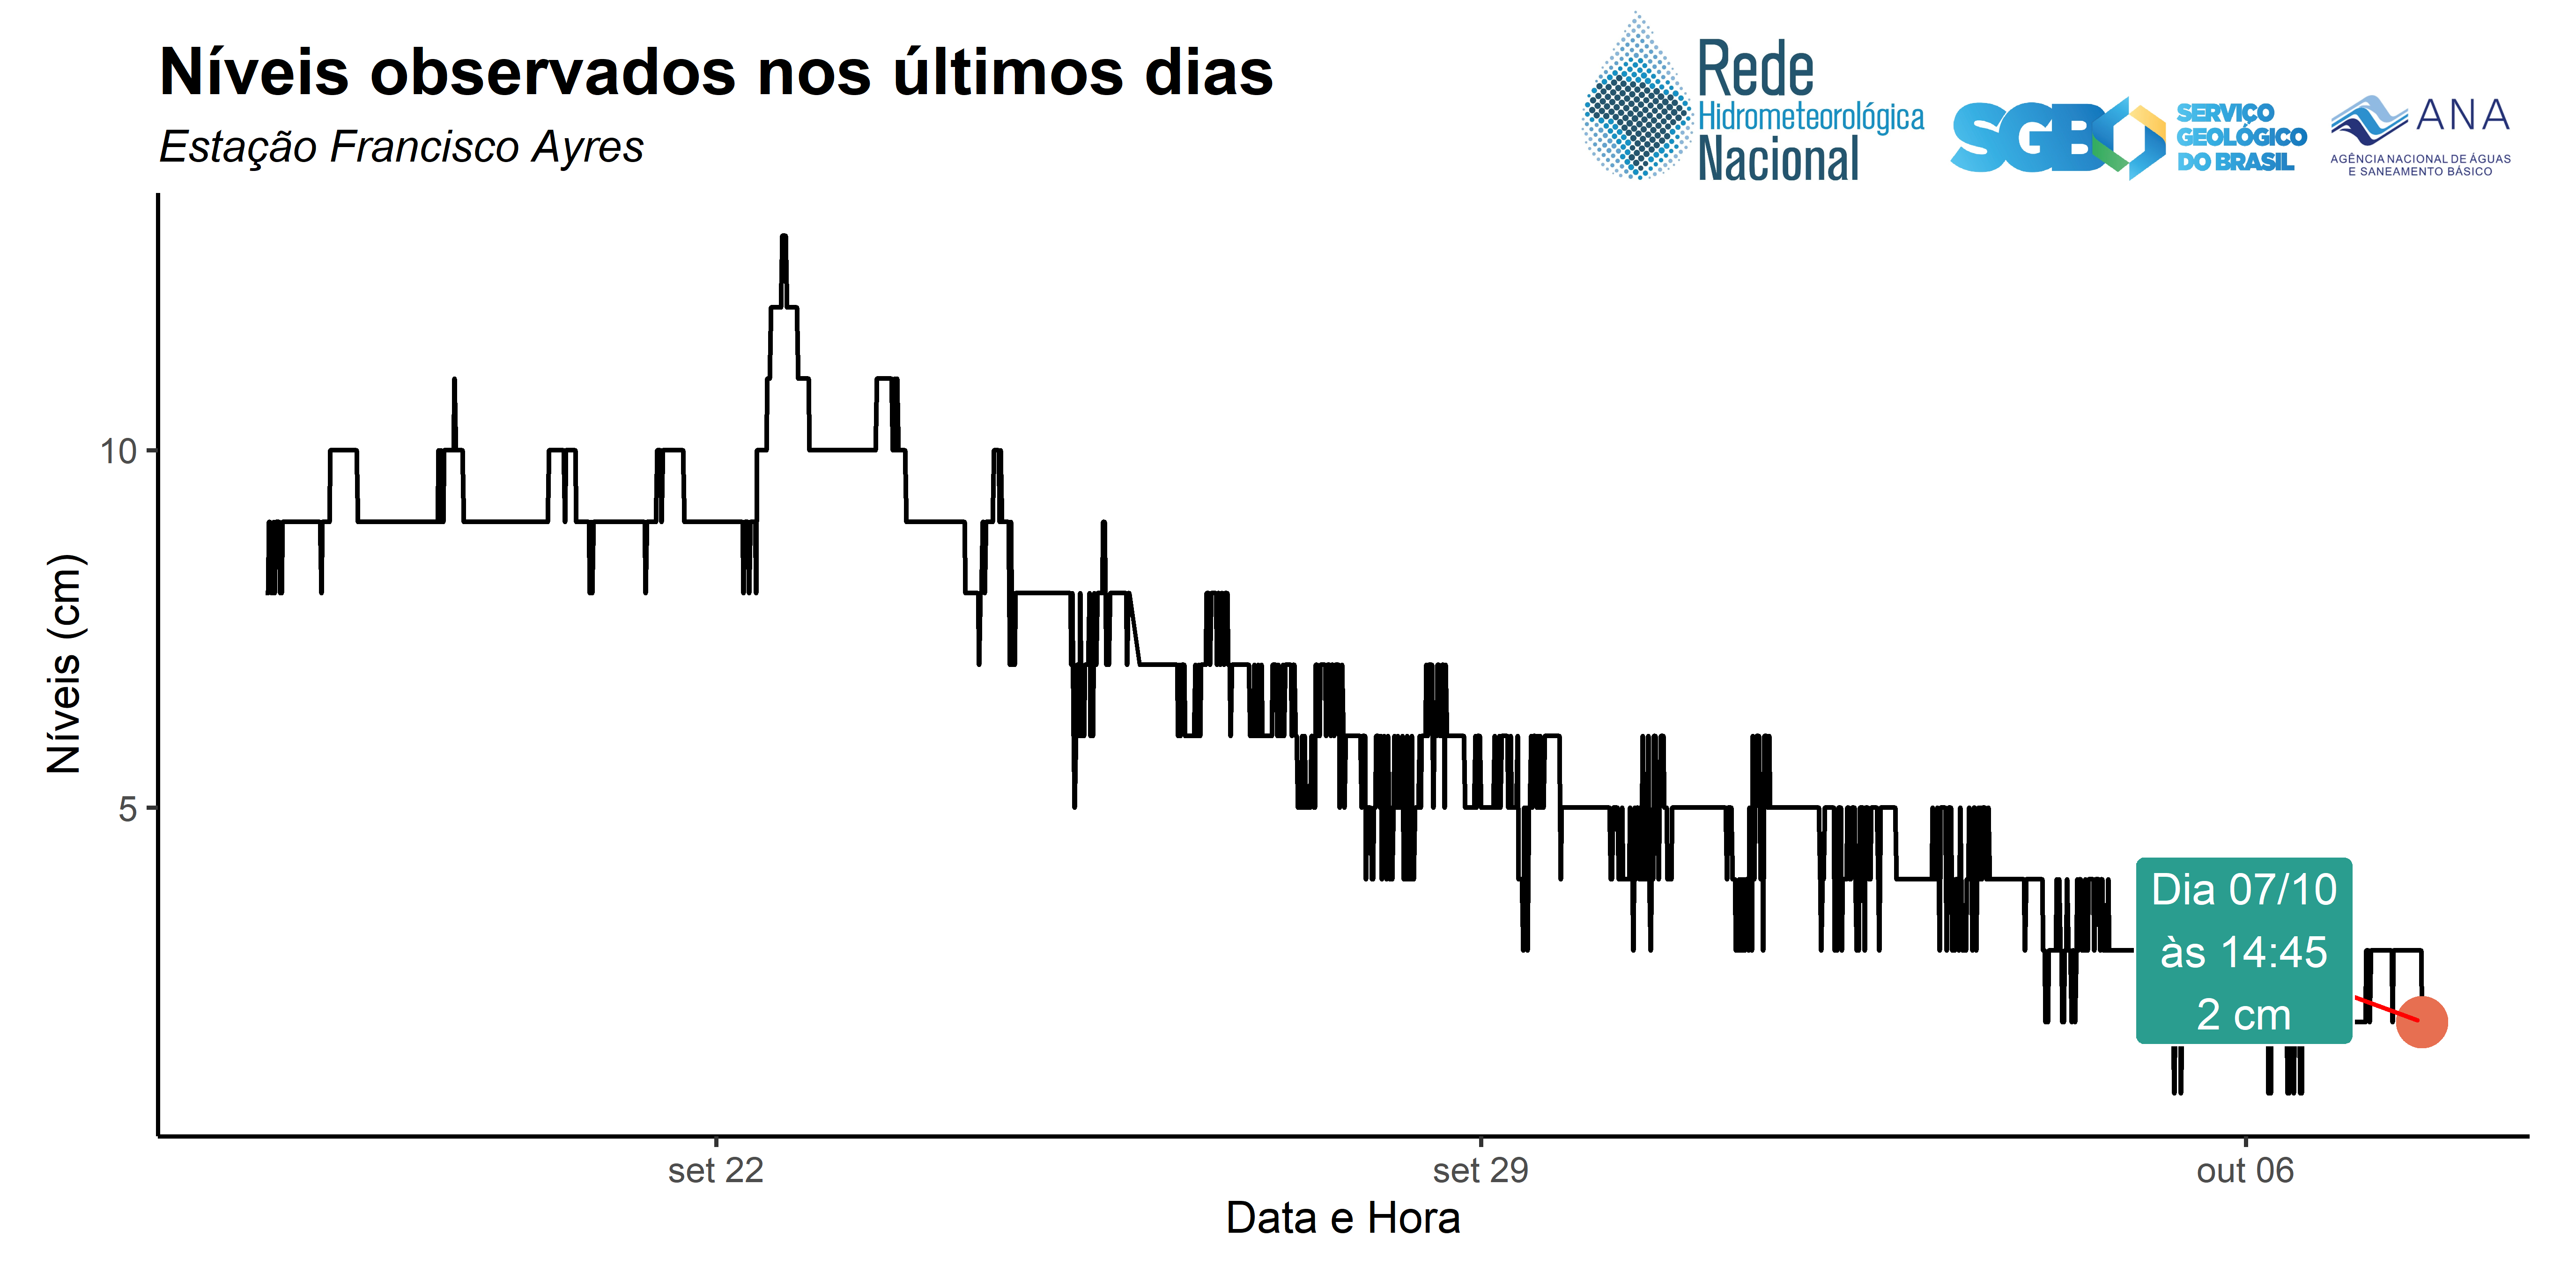 Níveis observados nos últimos dias
Estação Francisco Ayres
Rede
Hidrometeorológica
Nacional
SGB
SERVIÇO
GEOLÓGICO
DO BRASIL
ANA
AGÊNCIA NACIONAL DE ÁGUAS
E SANEAMENTO BÁSICO
Níveis (cm)
10
5
Dia 07/10
às 14:45
2 cm
set 22
set 29
out 06
Data e Hora